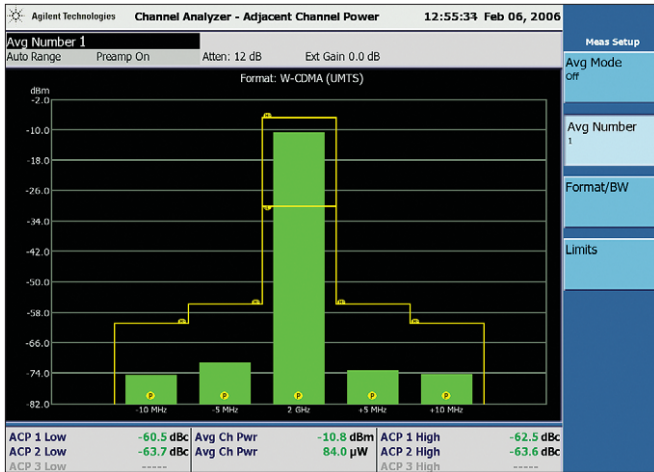 Agilent Technologies Channel Analyzer - Adjacent Channel Power 12:55:34 Feb 06, 2006
Avg Number 1
Auto Range Preamp On Atten: 12 dB Ext Gain 0.0 dB
Format: W-CDMA (UMTS)
dBm
-2.0
-10.0
-18.0
-26.0
-34.0
-42.0
-50.0
-58.0
-66.0
-74.0
-82.0
P P P P P
-10 MHz -5 MHz 2 GHz +5 MHz +10 MHz
ACP 1 Low -60.5 dBc Avg Ch Pwr -10.8 dBm ACP 1 High -62.5 dBc
ACP 2 Low -63.7 dBc Avg Ch Pwr 84.0 µW ACP 2 High -63.6 dBc
ACP 3 Low ----- ACP 3 High -----
Meas Setup
Avg Mode
Off
Avg Number
1
Format/BW
Limits